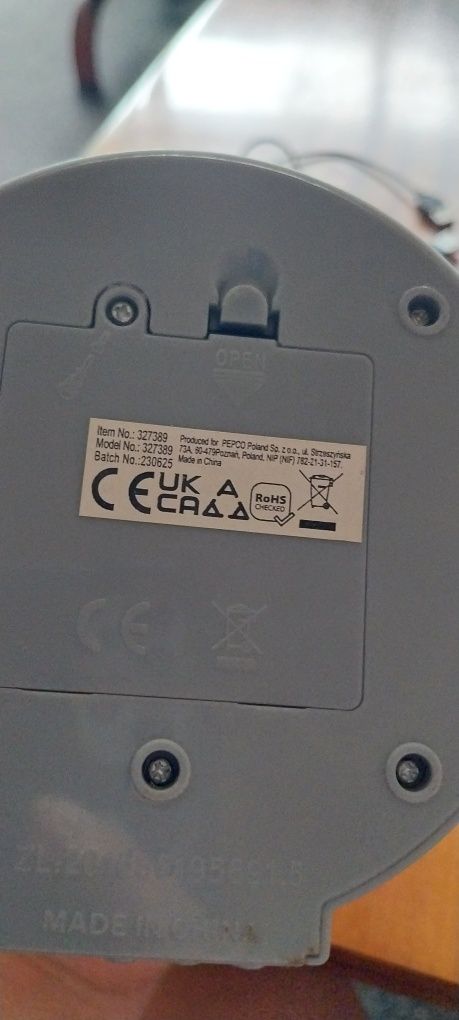 OPEN
Item No.: 327389
Model No.: 327389
Batch No.:230625
Produced for PEPCO Poland Sp. z o.o., ul. Strzeszyńska
73A, 60-479Poznań, Poland, NIP (NIF) 782-21-31-157.
Made in China
CE UK
CA
RoHS
CHECKED
CE
MADE IN CHINA